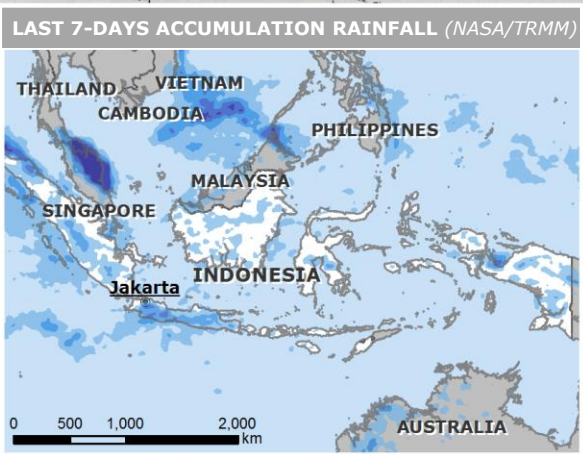 LAST 7-DAYS ACCUMULATION RAINFALL (NASA/TRMM)
THAILAND
VIETNAM
CAMBODIA
PHILIPPINES
MALAYSIA
SINGAPORE
INDONESIA
Jakarta
AUSTRALIA
0 500 1,000 2,000
km